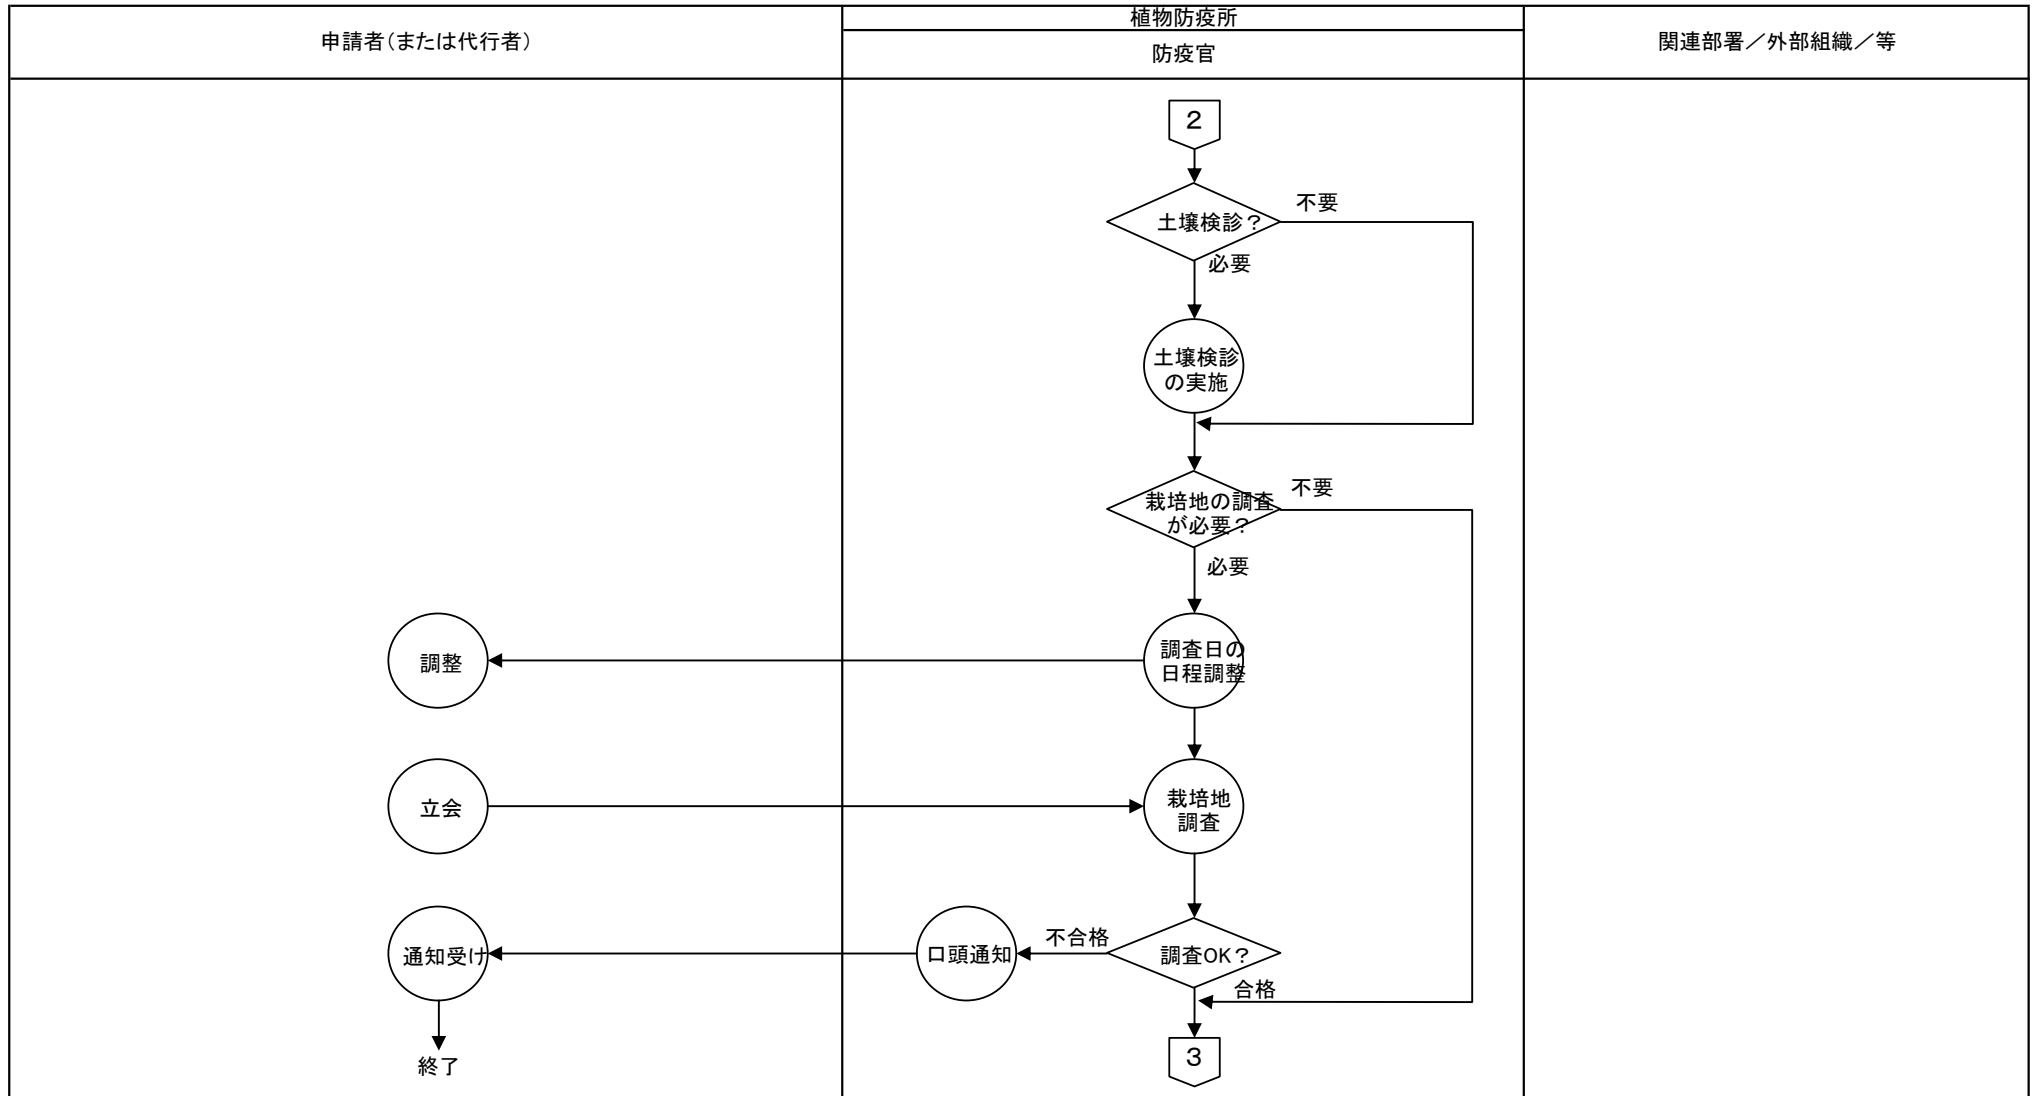 植物防疫所
申請者(または代行者)
防疫官
関連部署／外部組織／等
2
土壌検診？
不要
必要
土壌検診
の実施
栽培地の調査
が必要？
不要
必要
調整
調査日の
日程調整
立会
栽培地
調査
通知受け
口頭通知
不合格
調査OK？
合格
終了
3